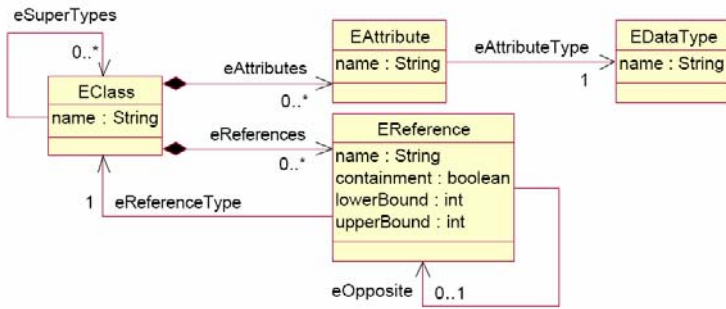 eSuperTypes
0..*
EClass
name : String
eAttributes
0..*
EAttribute
name : String
eAttributeType
1
EDataType
name : String
eReferences
0..*
EReference
name : String
containment : boolean
lowerBound : int
upperBound : int
1
eReferenceType
eOpposite
0..1